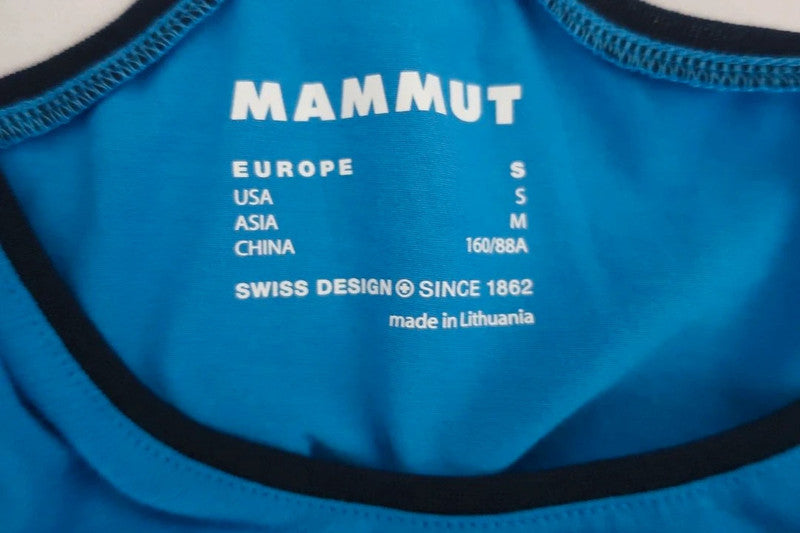 MAMMUT
EUROPE S
USA S
ASIA M
CHINA 160/88A
SWISS DESIGN SINCE 1862
made in Lithuania